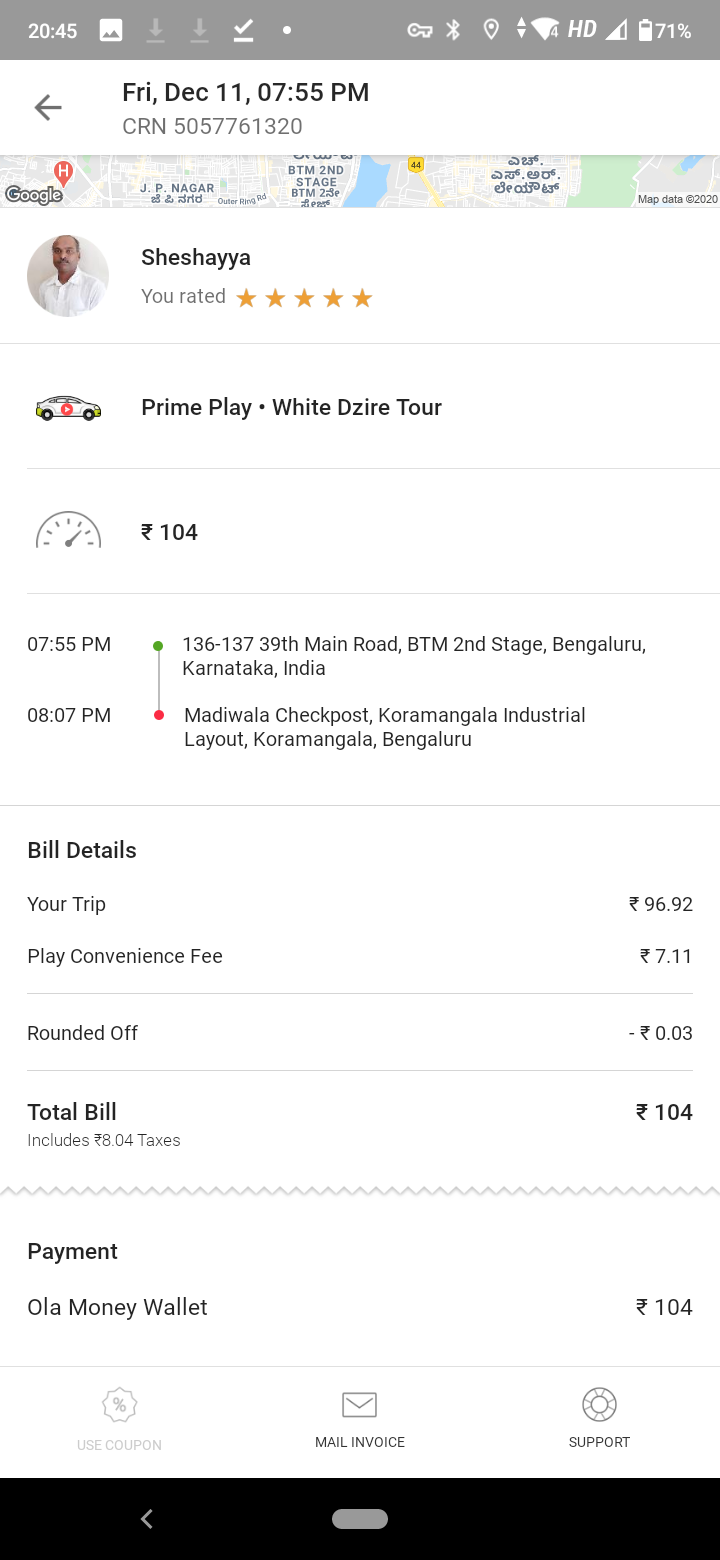 20:45
4 HD 71%
Fri, Dec 11, 07:55 PM
CRN 5057761320
BTM 2ND
STAGE
BTM 2ನೇ
ಸ್ಟೇಜ್
J. P. NAGAR
ಜೆ ಪಿ ನಗರ
Outer Ring Rd
44
ಎಚ್.
ಎಸ್.ಆರ್.
ಲೇಯೌಟ್
H
Google
Map data ©2020
Sheshayya
You rated
Prime Play • White Dzire Tour
₹ 104
07:55 PM 136-137 39th Main Road, BTM 2nd Stage, Bengaluru,
Karnataka, India
08:07 PM Madiwala Checkpost, Koramangala Industrial
Layout, Koramangala, Bengaluru
Bill Details
Your Trip ₹ 96.92
Play Convenience Fee ₹ 7.11
Rounded Off - ₹ 0.03
Total Bill ₹ 104
Includes ₹8.04 Taxes
Payment
Ola Money Wallet ₹ 104
%
USE COUPON MAIL INVOICE SUPPORT